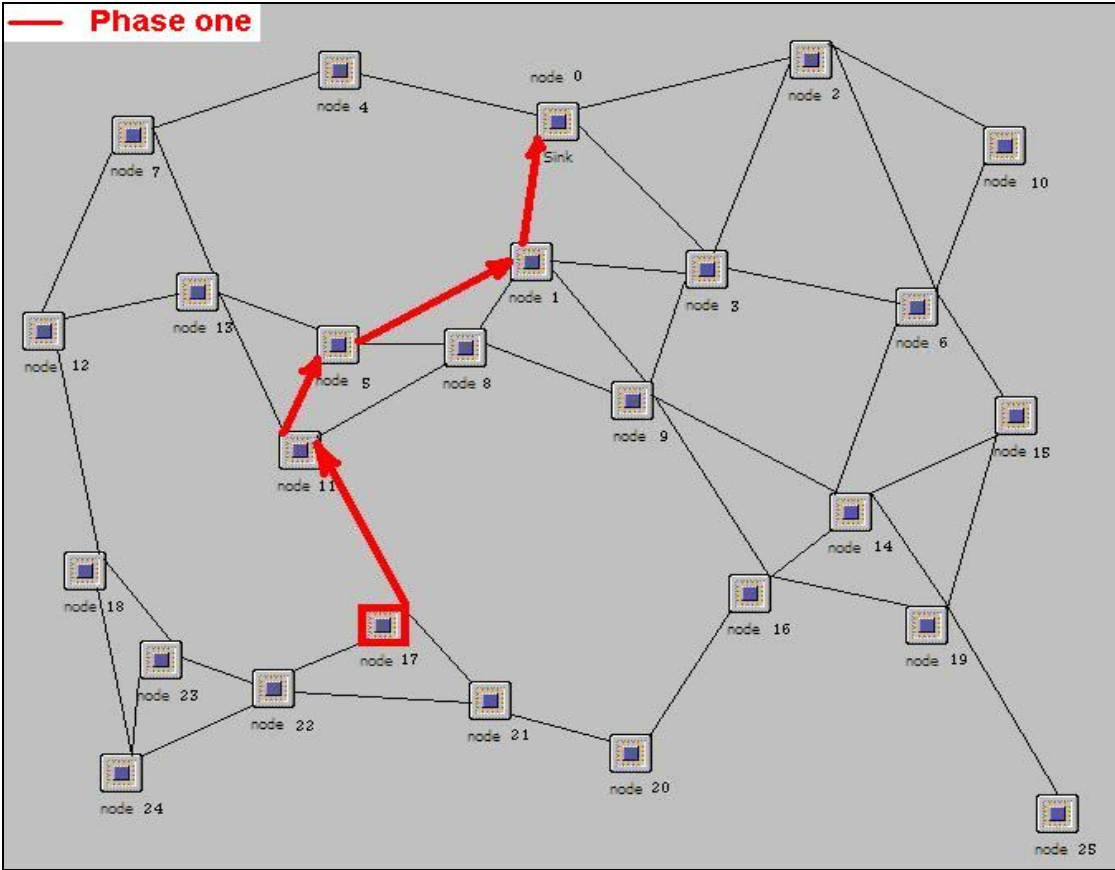 Phase one
node 0
node 4
node 2
Sink
node 7
node 10
node 1
node 3
node 13
node 6
node 12
node 5
node 8
node 9
node 15
node 11
node 14
node 18
node 16
node 19
node 17
node 23
node 22
node 21
node 20
node 24
node 25